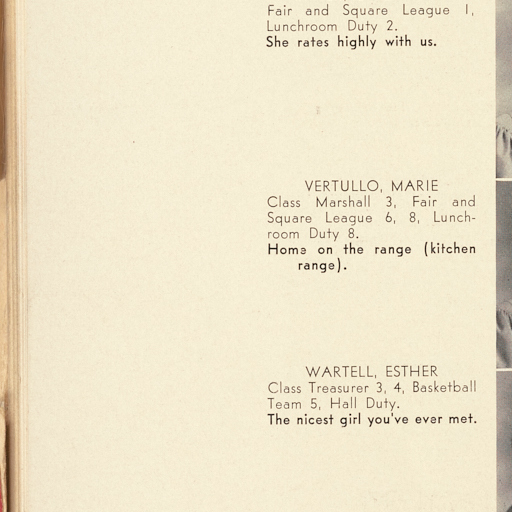 Fair and Square League 1,
Lunchroom Duty 2.
She rates highly with us.
VERTULLO, MARIE
Class Marshall 3, Fair and
Square League 6, 8, Lunch-
room Duty 8.
Home on the range (kitchen
range).
WARTELL, ESTHER
Class Treasurer 3, 4, Basketball
Team 5, Hall Duty.
The nicest girl you've ever met.